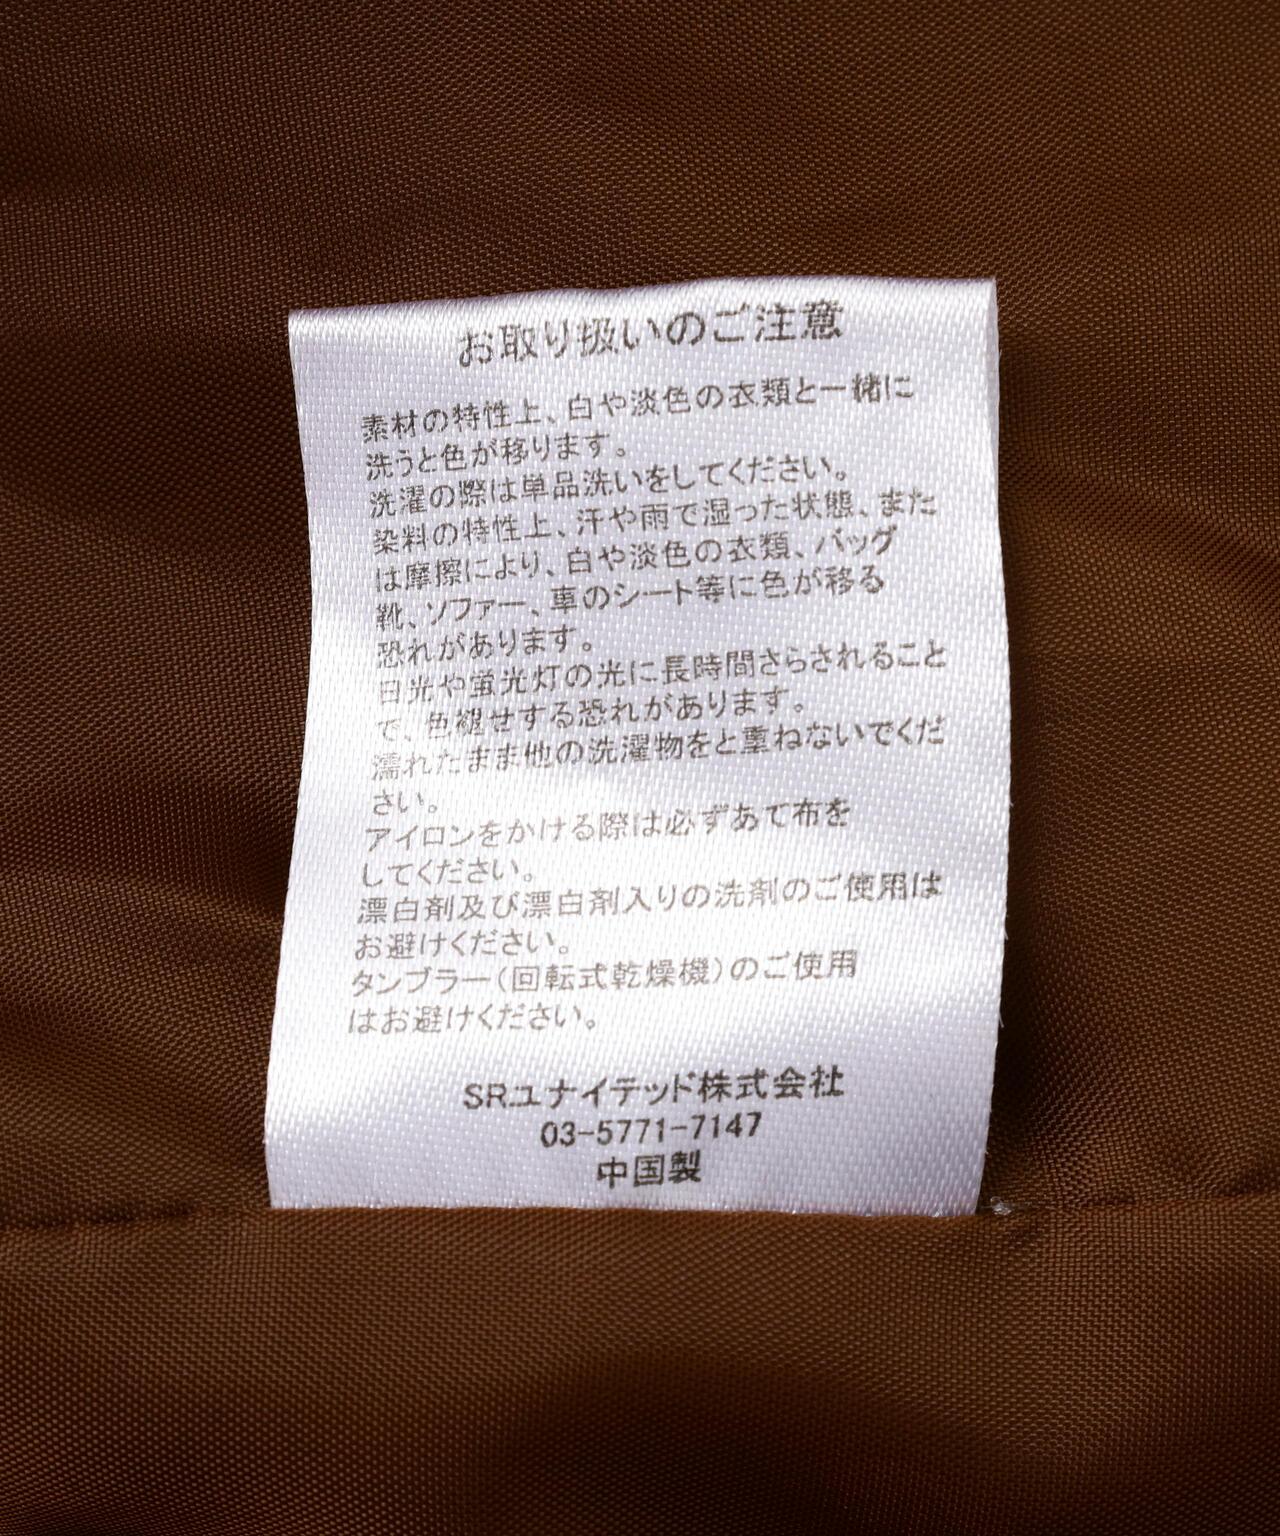 お取り扱いのご注意
素材の特性上、白や淡色の衣類と一緒に
洗うと色が移ります。
洗濯の際は単品洗いをしてください。
染料の特性上、汗や雨で湿った状態、また
は摩擦により、白や淡色の衣類、バッグ
靴、ソファー、車のシート等に色が移る
恐れがあります。
日光や蛍光灯の光に長時間さらされること
で、色褪せする恐れがあります。
濡れたまま他の洗濯物をと重ねないでくだ
さい。
アイロンをかける際は必ずあて布を
してください。
漂白剤及び漂白剤入りの洗剤のご使用は
お避けください。
タンブラー(回転式乾燥機)のご使用
はお避けください。
SRユナイテッド株式会社
03-5771-7147
中国製